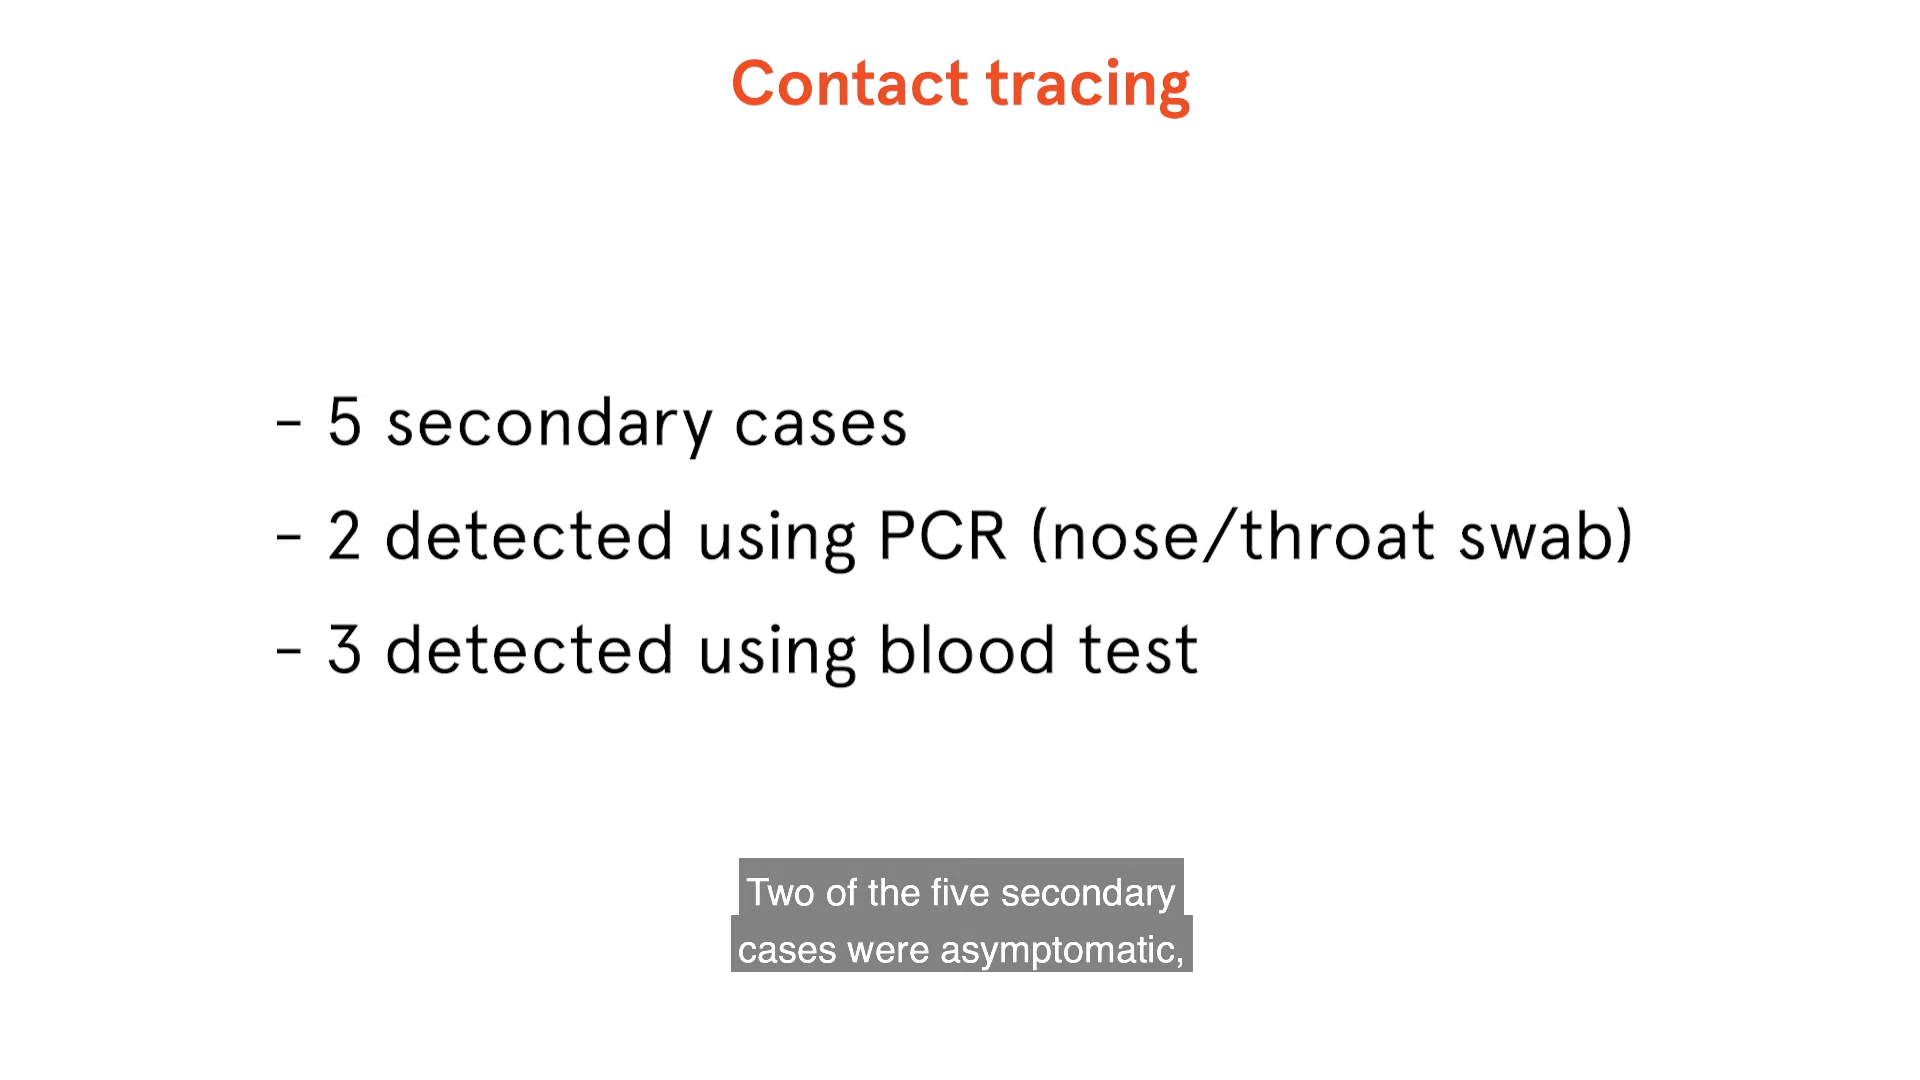 Contact tracing
- 5 secondary cases
- 2 detected using PCR (nose/throat swab)
- 3 detected using blood test
Two of the five secondary
cases were asymptomatic,